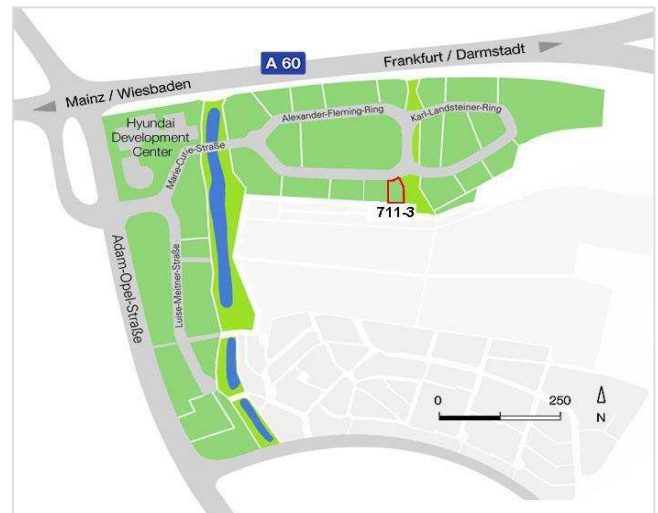 A 60
Frankfurt / Darmstadt
Mainz / Wiesbaden
Hyundai
Development
Center
Alexander-Fleming-Ring
Karl-Landsteiner-Ring
Marie-Curie-Straße
711-3
Adam-Opel-Straße
Luise-Meitner-Straße
0
250
N